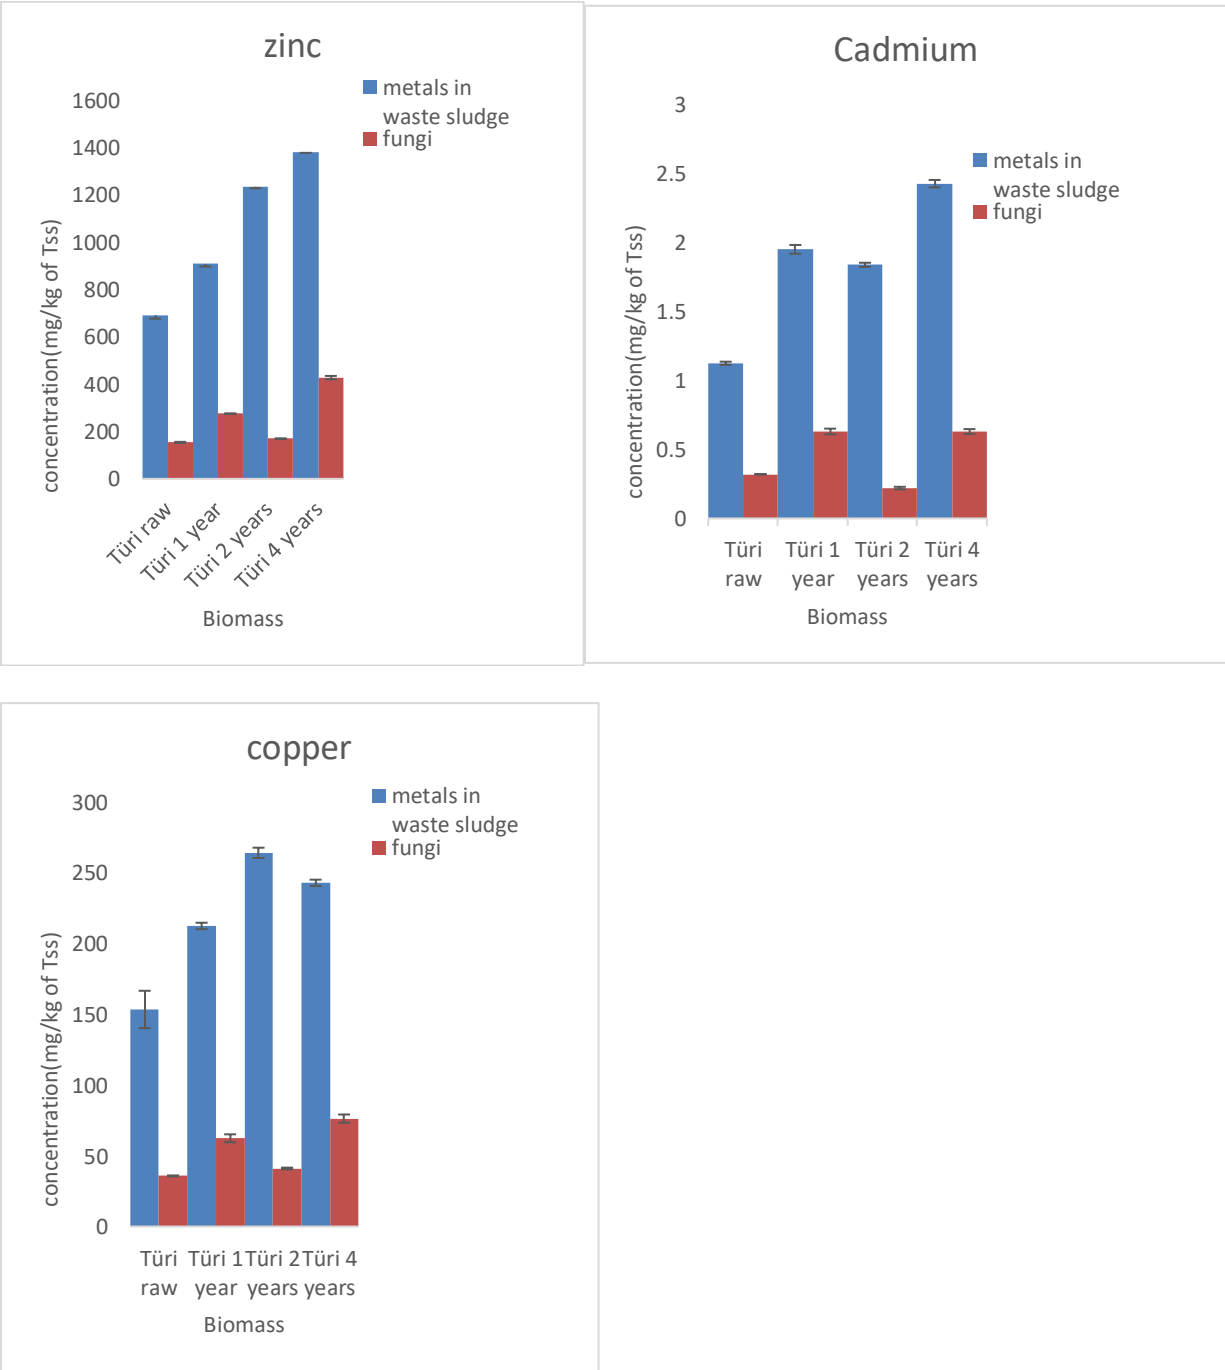 zinc
metals in
waste sludge
fungi
1600
1400
1200
1000
800
600
400
200
0
concentration(mg/kg of Tss)
Türi raw
Türi 1 year
Türi 2 years
Türi 4 years
Biomass
Cadmium
metals in
waste sludge
fungi
3
2.5
2
1.5
1
0.5
0
concentration(mg/kg of Tss)
Türi raw
Türi 1 year
Türi 2 years
Türi 4 years
Biomass
copper
metals in
waste sludge
fungi
300
250
200
150
100
50
0
concentration(mg/kg of Tss)
Türi raw
Türi 1 year
Türi 2 years
Türi 4 years
Biomass